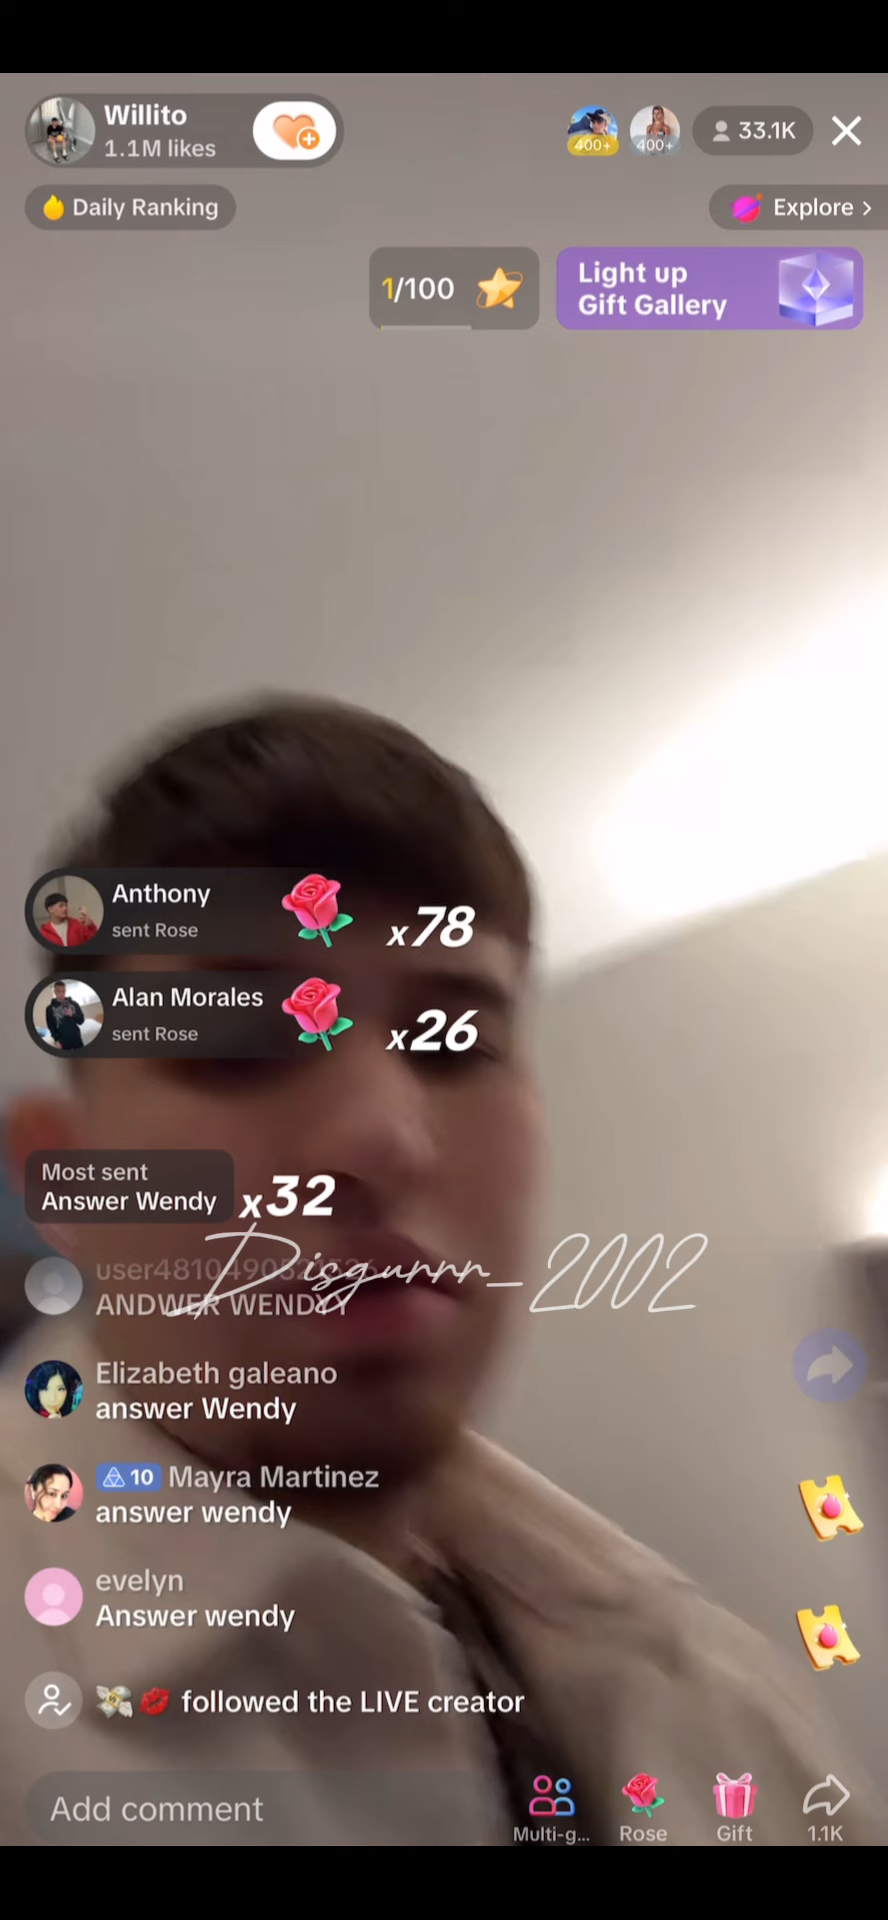 Willito
1.1M likes
400+
400+
33.1K
Daily Ranking
Explore >
1/100
Light up
Gift Gallery
Anthony
sent Rose
x78
Alan Morales
sent Rose
x26
Most sent
Answer Wendy
x32
Disgurrr_2002
ANDWER WENDYY
Elizabeth galeano
answer Wendy
10 Mayra Martinez
answer wendy
evelyn
Answer wendy
followed the LIVE creator
Add comment
Multi-g...
Rose
Gift
1.1K